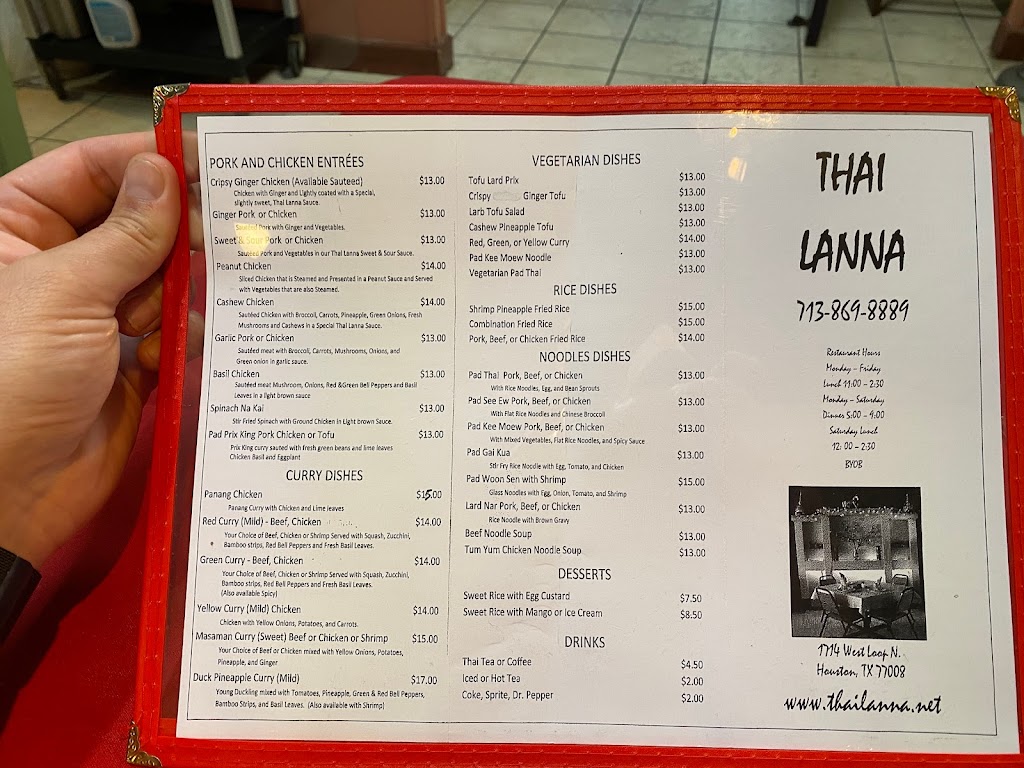 PORK AND CHICKEN ENTRÉES
Cripsy Ginger Chicken (Available Sauteed) $13.00
Chicken with Ginger and Lightly coated with a Special,
slightly sweet, Thai Lanna Sauce.
Ginger Pork or Chicken $13.00
Sautéed Pork with Ginger and Vegetables.
Sweet & Sour Pork or Chicken $13.00
Sauteed Pork and Vegetables in our Thai Lanna Sweet & Sour Sauce.
Peanut Chicken $14.00
Sliced Chicken that is Steamed and Presented in a Peanut Sauce and Served
with Vegetables that are also Steamed.
Cashew Chicken $14.00
Sautéed Chicken with Broccoli, Carrots, Pineapple, Green Onions, Fresh
Mushrooms and Cashews in a Special Thai Lanna Sauce.
Garlic Pork or Chicken $13.00
Sautéed meat with Broccoli, Carrots, Mushrooms, Onions, and
Green onion in garlic sauce.
Basil Chicken $13.00
Sautéed meat Mushroom, Onions, Red &Green Bell Peppers and Basil
Leaves in a light brown sauce
Spinach Na Kai $13.00
Stir Fried Spinach with Ground Chicken in Light brown Sauce.
Pad Prix King Pork Chicken or Tofu $13.00
Prix King curry sauted with fresh green beans and lime leaves
Chicken Basil and Eggplant
CURRY DISHES
Panang Chicken $15.00
Panang Curry with Chicken and Lime leaves
Red Curry (Mild) - Beef, Chicken $14.00
Your Choice of Beef, Chicken or Shrimp Served with Squash, Zucchini,
Bamboo strips, Red Bell Peppers and Fresh Basil Leaves.
Green Curry - Beef, Chicken $14.00
Your Choice of Beef, Chicken or Shrimp Served with Squash, Zucchini,
Bamboo strips, Red Bell Peppers and Fresh Basil Leaves.
(Also available Spicy)
Yellow Curry (Mild) Chicken $14.00
Chicken with Yellow Onions, Potatoes, and Carrots.
Masaman Curry (Sweet) Beef or Chicken or Shrimp $15.00
Your Choice of Beef or Chicken mixed with Yellow Onions, Potatoes,
Pineapple, and Ginger
Duck Pineapple Curry (Mild) $17.00
Young Duckling mixed with Tomatoes, Pineapple, Green & Red Bell Peppers,
Bamboo Strips, and Basil Leaves. (Also available with Shrimp)
VEGETARIAN DISHES
Tofu Lard Prix $13.00
Crispy Ginger Tofu $13.00
Larb Tofu Salad $13.00
Cashew Pineapple Tofu $13.00
Red, Green, or Yellow Curry $14.00
Pad Kee Moew Noodle $13.00
Vegetarian Pad Thai $13.00
RICE DISHES
Shrimp Pineapple Fried Rice $15.00
Combination Fried Rice $15.00
Pork, Beef, or Chicken Fried Rice $14.00
NOODLES DISHES
Pad Thai Pork, Beef, or Chicken $13.00
With Rice Noodles, Egg, and Bean Sprouts
Pad See Ew Pork, Beef, or Chicken $13.00
With Flat Rice Noodles and Chinese Broccoli
Pad Kee Moew Pork, Beef, or Chicken $13.00
With Mixed Vegetables, Flat Rice Noodles, and Spicy Sauce
Pad Gai Kua $13.00
Stir Fry Rice Noodle with Egg, Tomato, and Chicken
Pad Woon Sen with Shrimp $15.00
Glass Noodles with Egg, Onion, Tomato, and Shrimp
Lard Nar Pork, Beef, or Chicken $13.00
Rice Noodle with Brown Gravy
Beef Noodle Soup $13.00
Tum Yum Chicken Noodle Soup $13.00
DESSERTS
Sweet Rice with Egg Custard $7.50
Sweet Rice with Mango or Ice Cream $8.50
DRINKS
Thai Tea or Coffee $4.50
Iced or Hot Tea $2.00
Coke, Sprite, Dr. Pepper $2.00
THAI
LANNA
713-869-8889
Restaurant Hours
Monday – Friday
Lunch 11:00 – 2:30
Monday – Saturday
Dinner 5:00 – 9:00
Saturday Lunch
12: 00 – 2:30
BYOB
1714 West Loop N.
Houston, TX 77008
www.thailanna.net